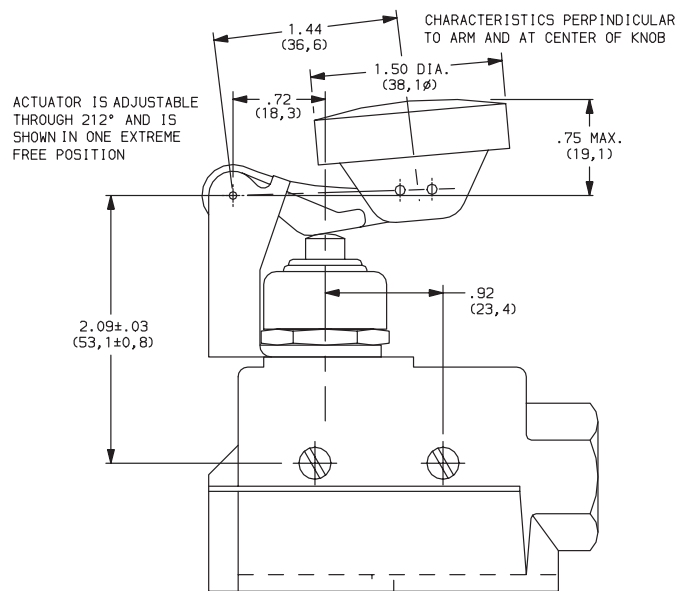 1.44
(36,6)
CHARACTERISTICS PERPINDICULAR
TO ARM AND AT CENTER OF KNOB
1.50 DIA.
(38,1ø)
ACTUATOR IS ADJUSTABLE
THROUGH 212° AND IS
SHOWN IN ONE EXTREME
FREE POSITION
.72
(18,3)
.75 MAX.
(19,1)
.92
(23,4)
2.09±.03
(53,1±0,8)